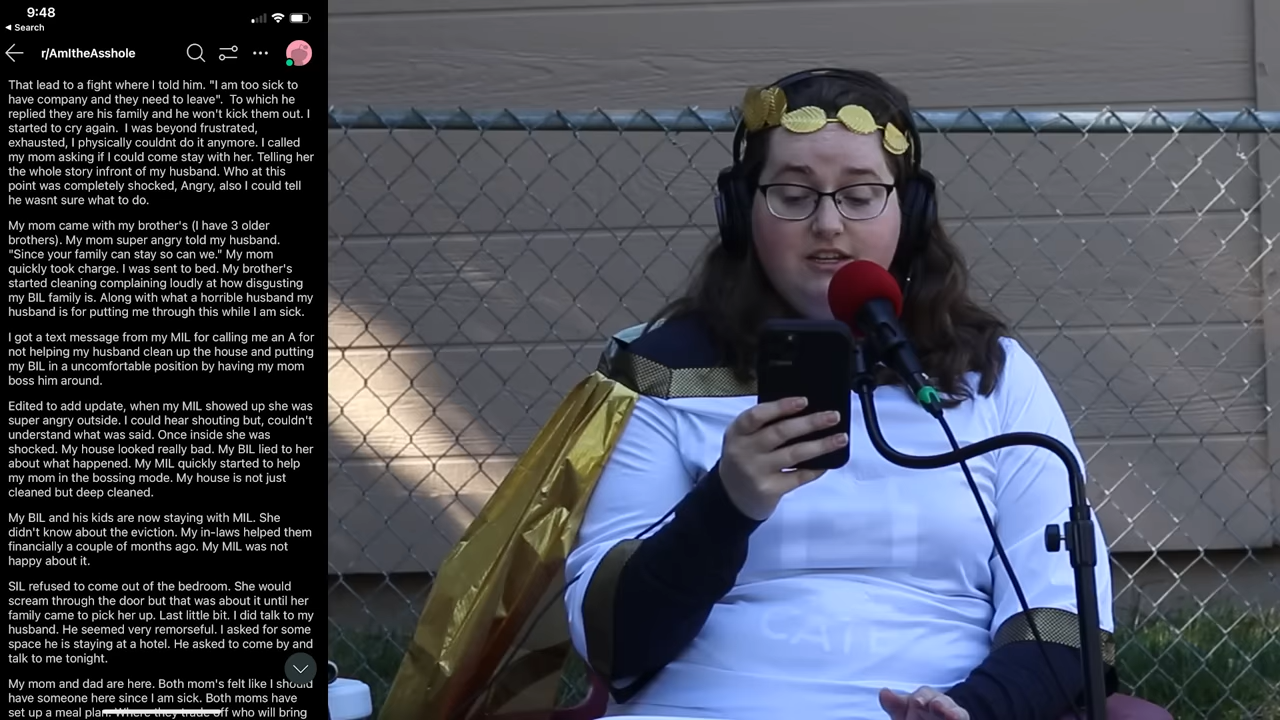 9:48
◀ Search
r/AmItheAsshole
That lead to a fight where I told him. "I am too sick to
have company and they need to leave".  To which he
replied they are his family and he won't kick them out. I
started to cry again.  I was beyond frustrated,
exhausted, I physically couldnt do it anymore. I called
my mom asking if I could come stay with her. Telling her
the whole story infront of my husband. Who at this
point was completely shocked, Angry, also I could tell
he wasnt sure what to do.
My mom came with my brother's (I have 3 older
brothers). My mom super angry told my husband.
"Since your family can stay so can we." My mom
quickly took charge. I was sent to bed. My brother's
started cleaning complaining loudly at how disgusting
my BIL family is. Along with what a horrible husband my
husband is for putting me through this while I am sick.
I got a text message from my MIL for calling me an A for
not helping my husband clean up the house and putting
my BIL in a uncomfortable position by having my mom
boss him around.
Edited to add update, when my MIL showed up she was
super angry outside. I could hear shouting but, couldn't
understand what was said. Once inside she was
shocked. My house looked really bad. My BIL lied to her
about what happened. My MIL quickly started to help
my mom in the bossing mode. My house is not just
cleaned but deep cleaned.
My BIL and his kids are now staying with MIL. She
didn't know about the eviction. My in-laws helped them
financially a couple of months ago. My MIL was not
happy about it.
SIL refused to come out of the bedroom. She would
scream through the door but that was about it until her
family came to pick her up. Last little bit. I did talk to my
husband. He seemed very remorseful. I asked for some
space he is staying at a hotel. He asked to come by and
talk to me tonight.
My mom and dad are here. Both mom's felt like I should
have someone here since I am sick. Both moms have
set up a meal plan. Where they trade off who will bring